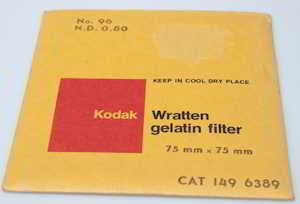 No. 96
N.D. 0.80
KEEP IN COOL DRY PLACE
Kodak
Wratten
gelatin filter
75 mm x 75 mm
CAT 149 6389